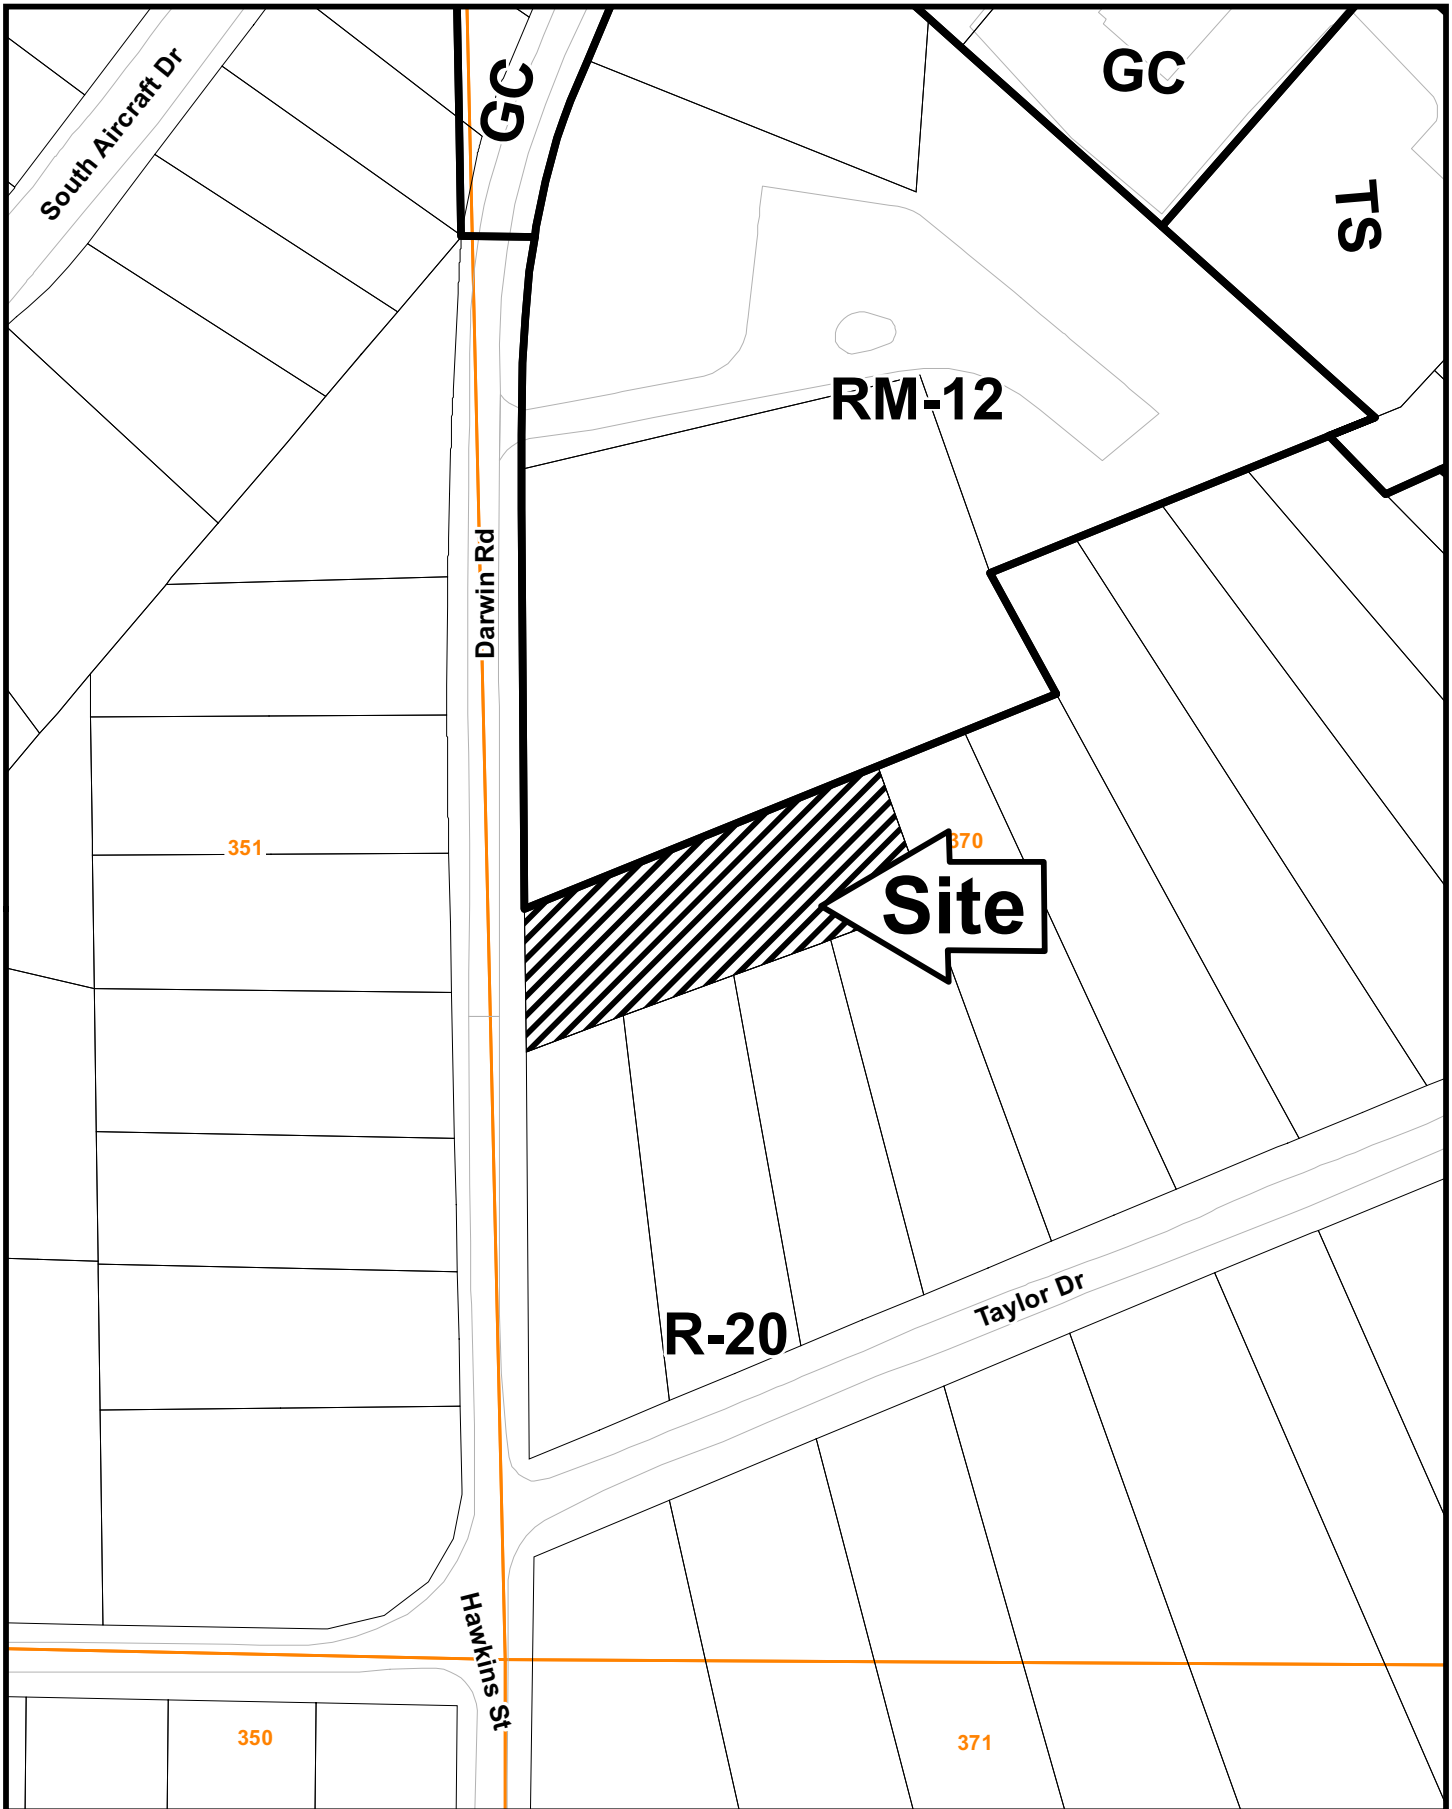 South Aircraft Dr
GC
GC
TS
RM-12
Darwin Rd
351
370
Site
Taylor Dr
R-20
Hawkins St
350
371